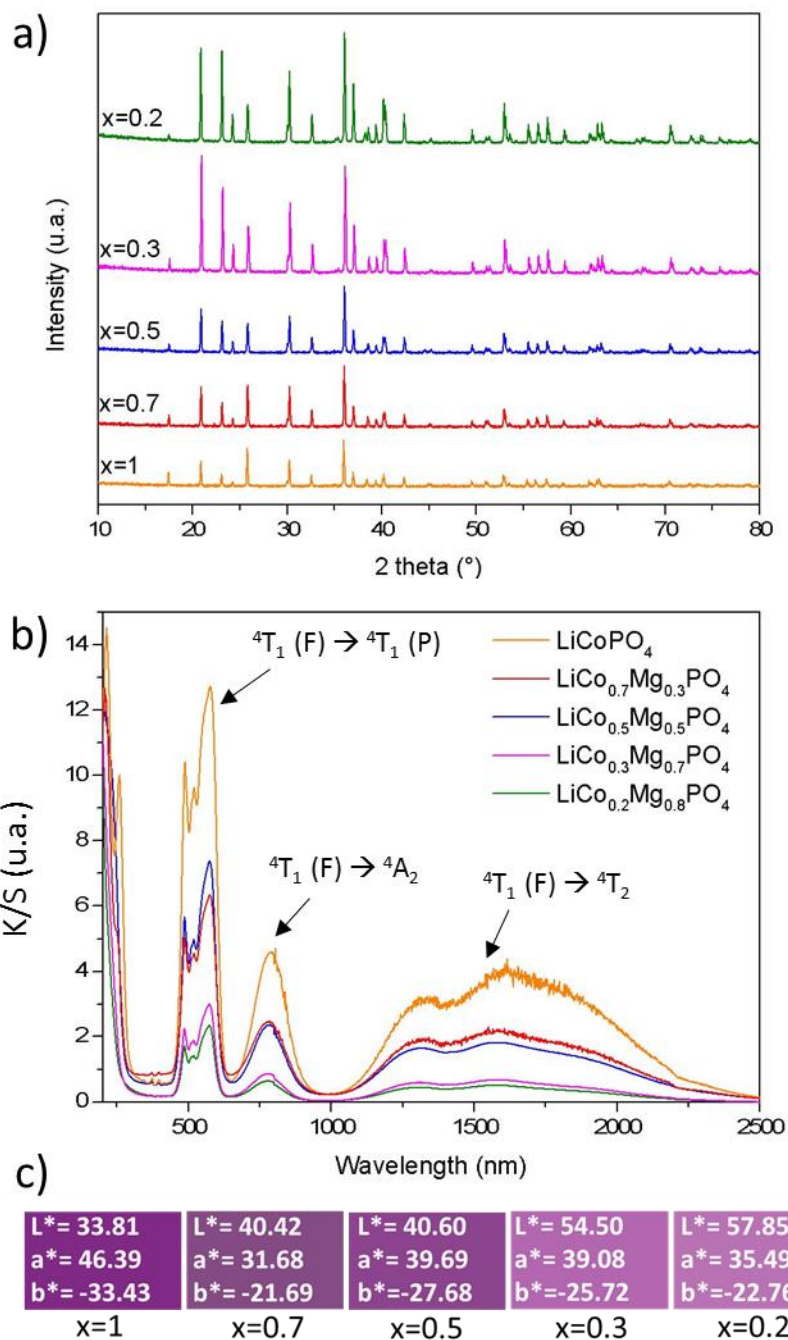 a)
x=0.2
x=0.3
x=0.5
x=0.7
x=1
Intensity (u.a.)
10 20 30 40 50 60 70 80
2 theta (°)
b)
14
12
10
8
6
4
2
0
K/S (u.a.)
⁴T₁ (F) → ⁴T₁ (P)
⁴T₁ (F) → ⁴A₂
⁴T₁ (F) → ⁴T₂
LiCoPO₄
LiCo₀.₇Mg₀.₃PO₄
LiCo₀.₅Mg₀.₅PO₄
LiCo₀.₃Mg₀.₇PO₄
LiCo₀.₂Mg₀.₈PO₄
500 1000 1500 2000 2500
Wavelength (nm)
c)
L*= 33.81
a*= 46.39
b*= -33.43
x=1
L*= 40.42
a*= 31.68
b*= -21.69
x=0.7
L*= 40.60
a*= 39.69
b*= -27.68
x=0.5
L*= 54.50
a*= 39.08
b*= -25.72
x=0.3
L*= 57.85
a*= 35.49
b*= -22.76
x=0.2